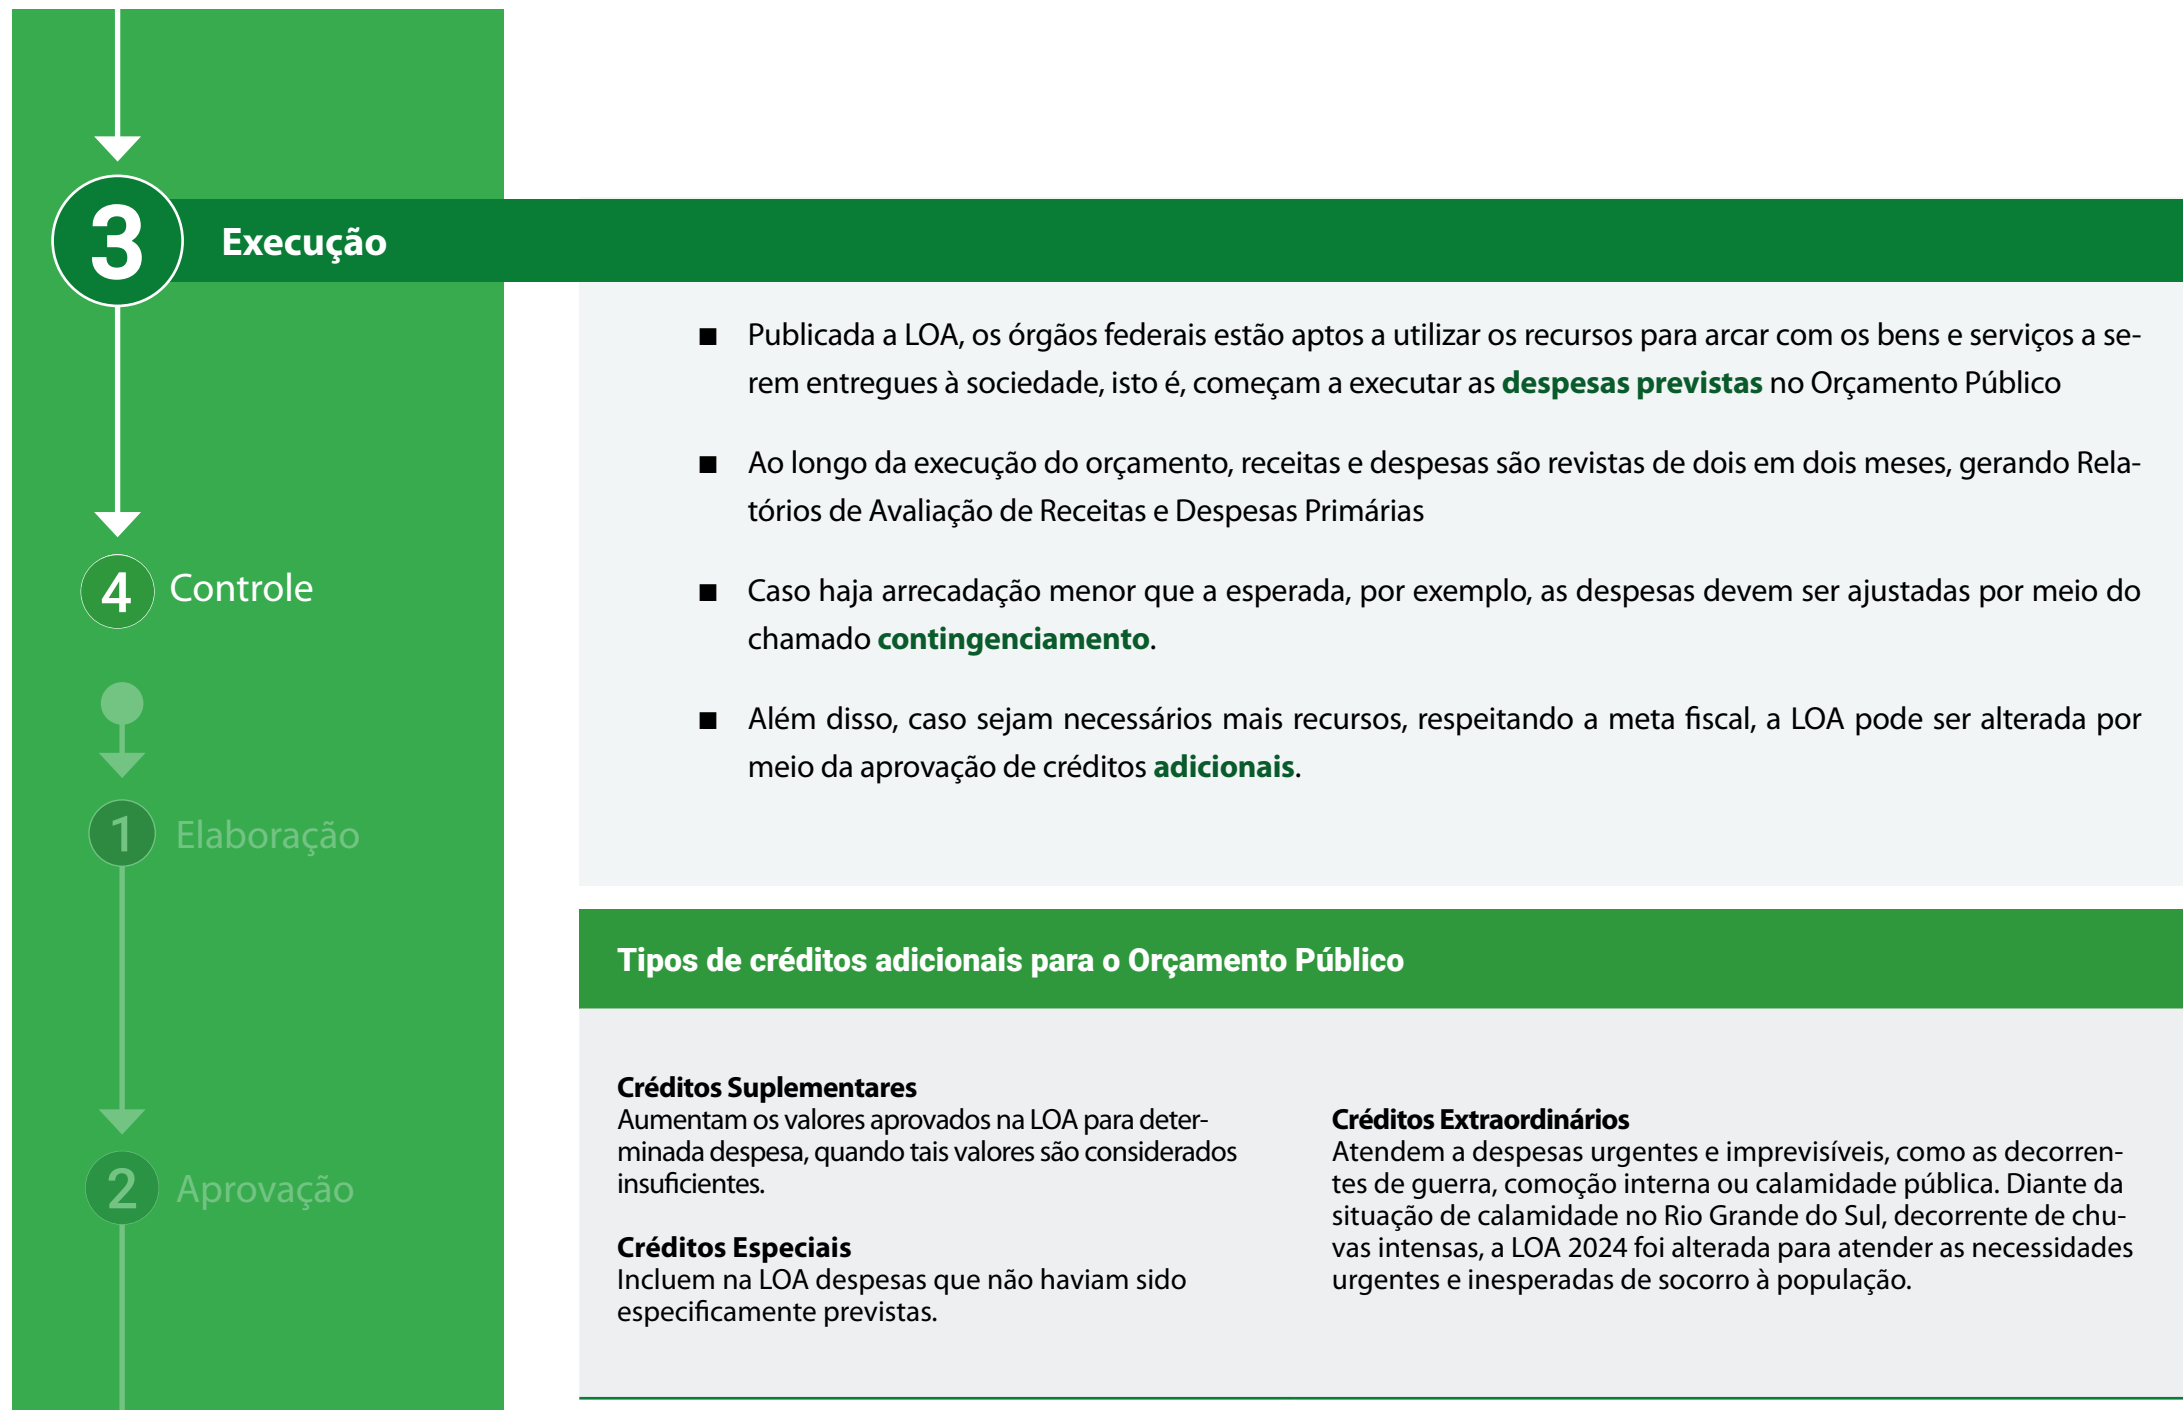 3
Execução
■ Publicada a LOA, os órgãos federais estão aptos a utilizar os recursos para arcar com os bens e serviços a se-
rem entregues à sociedade, isto é, começam a executar as despesas previstas no Orçamento Público
■ Ao longo da execução do orçamento, receitas e despesas são revistas de dois em dois meses, gerando Rela-
tórios de Avaliação de Receitas e Despesas Primárias
■ Caso haja arrecadação menor que a esperada, por exemplo, as despesas devem ser ajustadas por meio do
chamado contingenciamento.
■ Além disso, caso sejam necessários mais recursos, respeitando a meta fiscal, a LOA pode ser alterada por
meio da aprovação de créditos adicionais.
4 Controle
1 Elaboração
2 Aprovação
Tipos de créditos adicionais para o Orçamento Público
Créditos Suplementares
Aumentam os valores aprovados na LOA para deter-
minada despesa, quando tais valores são considerados
insuficientes.
Créditos Especiais
Incluem na LOA despesas que não haviam sido
especificamente previstas.
Créditos Extraordinários
Atendem a despesas urgentes e imprevisíveis, como as decorren-
tes de guerra, comoção interna ou calamidade pública. Diante da
situação de calamidade no Rio Grande do Sul, decorrente de chu-
vas intensas, a LOA 2024 foi alterada para atender as necessidades
urgentes e inesperadas de socorro à população.